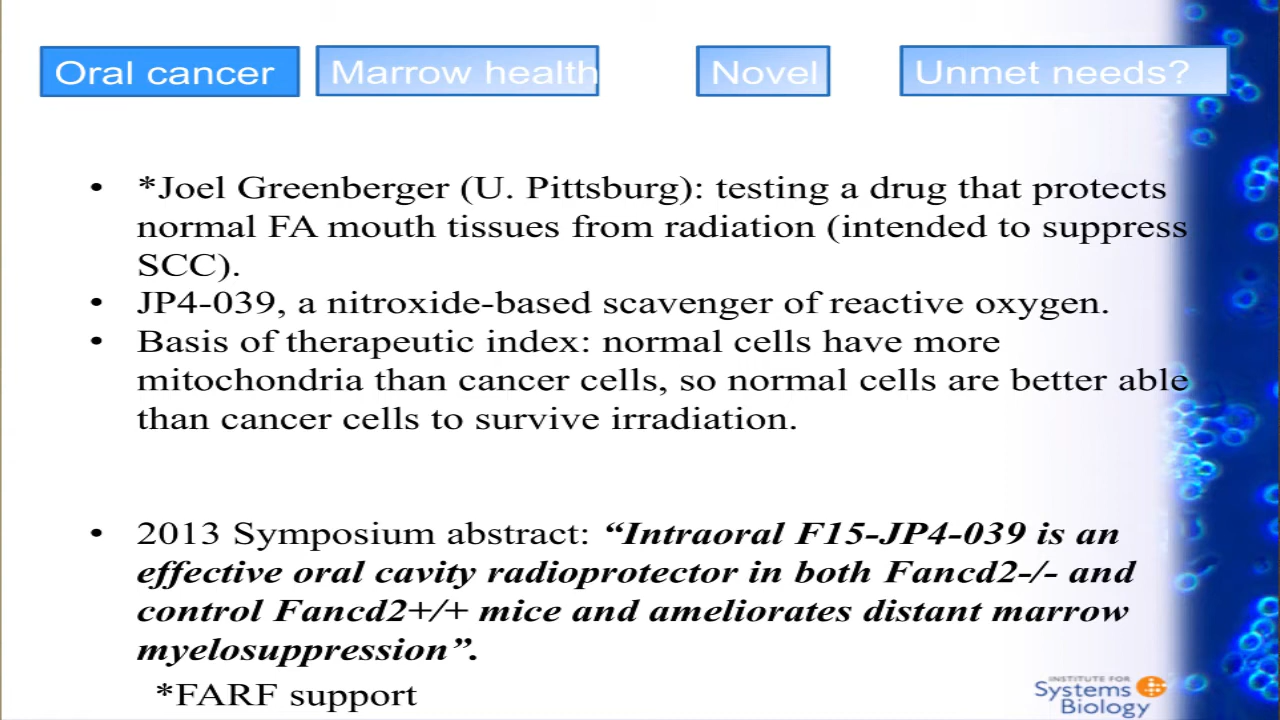 Oral cancer
Marrow health
Novel
Unmet needs?
• *Joel Greenberger (U. Pittsburg): testing a drug that protects
normal FA mouth tissues from radiation (intended to suppress
SCC).
• JP4-039, a nitroxide-based scavenger of reactive oxygen.
• Basis of therapeutic index: normal cells have more
mitochondria than cancer cells, so normal cells are better able
than cancer cells to survive irradiation.
• 2013 Symposium abstract: “Intraoral F15-JP4-039 is an
effective oral cavity radioprotector in both Fancd2-/- and
control Fancd2+/+ mice and ameliorates distant marrow
myelosuppression”.
*FARF support
INSTITUTE FOR
Systems
Biology